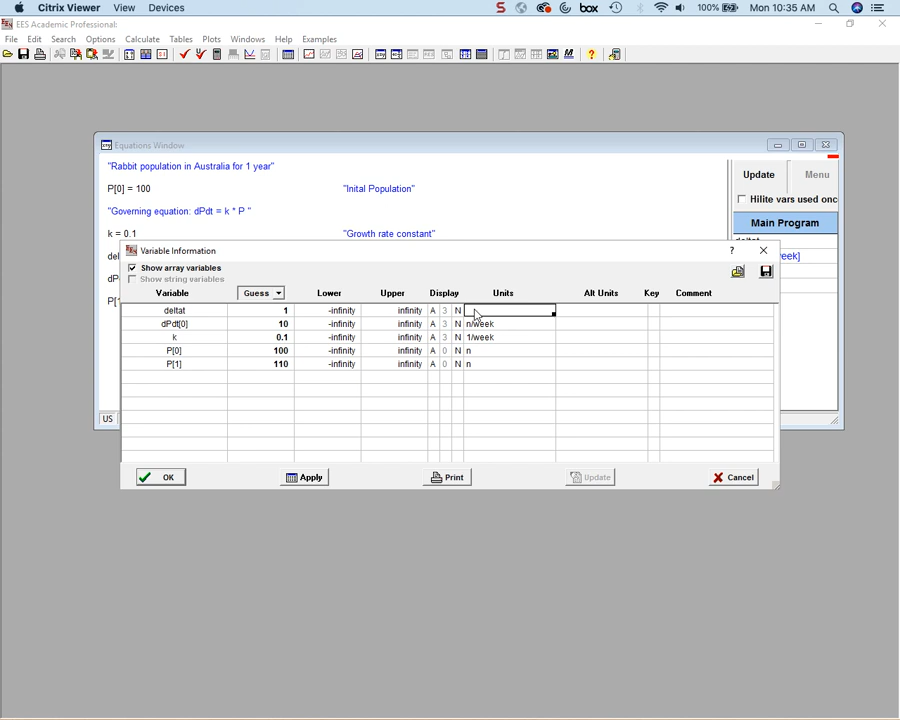 Citrix Viewer View Devices
S box 100% Mon 10:35 AM
EES Academic Professional:
File Edit Search Options Calculate Tables Plots Windows Help Examples
Equations Window
"Rabbit population in Australia for 1 year"
P[0] = 100 "Inital Population"
"Governing equation: dPdt = k * P "
k = 0.1 "Growth rate constant"
Update Menu
Hilite vars used onc
Main Program
eek]
del
dP
P[
US
Variable Information
Show array variables
Show string variables
Variable Guess Lower Upper Display Units Alt Units Key Comment
deltat 1 -infinity infinity A 3 N
dPdt[0] 10 -infinity infinity A 3 N n/week
k 0.1 -infinity infinity A 3 N 1/week
P[0] 100 -infinity infinity A 0 N n
P[1] 110 -infinity infinity A 0 N n
OK Apply Print Update Cancel